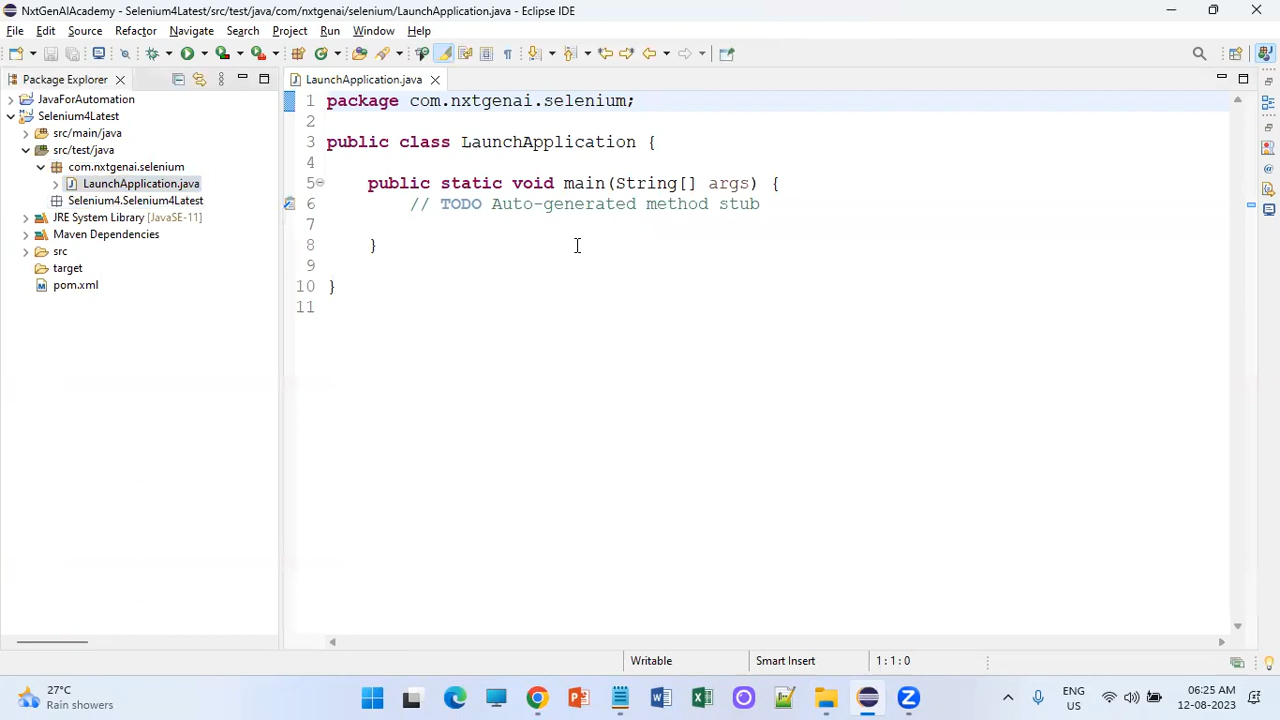 NxtGenAIAcademy - Selenium4Latest/src/test/java/com/nxtgenai/selenium/LaunchApplication.java - Eclipse IDE
File Edit Source Refactor Navigate Search Project Run Window Help
Package Explorer
JavaForAutomation
Selenium4Latest
src/main/java
src/test/java
com.nxtgenai.selenium
LaunchApplication.java
Selenium4.Selenium4Latest
JRE System Library [JavaSE-11]
Maven Dependencies
src
target
pom.xml
LaunchApplication.java
1 package com.nxtgenai.selenium;
2
3 public class LaunchApplication {
4
5 public static void main(String[] args) {
6 // TODO Auto-generated method stub
7
8 }
9
10 }
11
Writable Smart Insert 1 : 1 : 0
27°C
Rain showers
ENG
US
06:25 AM
12-08-2023